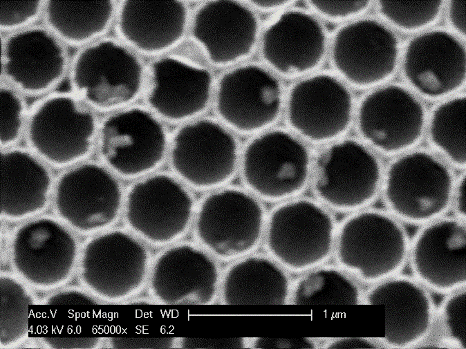 Acc.V Spot Magn Det WD 1 µm
4.03 kV 6.0 65000x SE 6.2